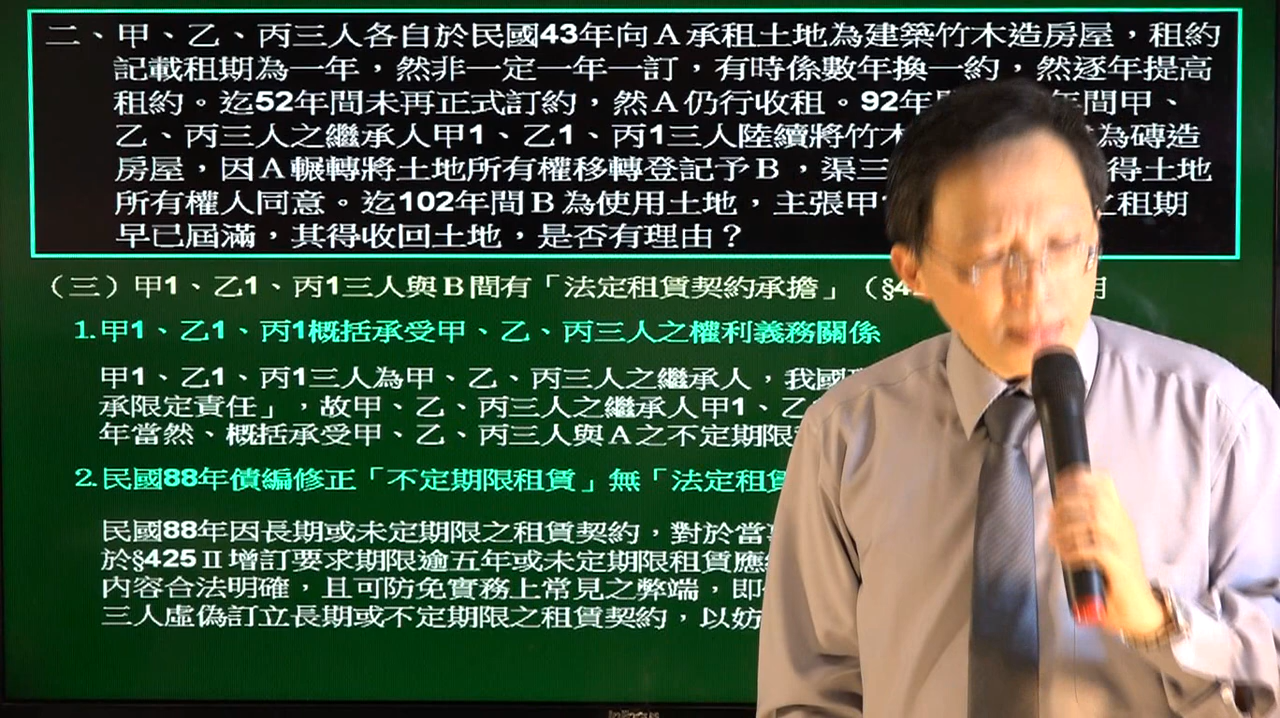 二、甲、乙、丙三人各自於民國43年向A承租土地為建築竹木造房屋，租約
記載租期為一年，然非一定一年一訂，有時係數年換一約，然逐年提高
租約。迄52年間未再正式訂約，然A仍行收租。92年 年間甲、
乙、丙三人之繼承人甲1、乙1、丙1三人陸續將竹木 為磚造
房屋，因A輾轉將土地所有權移轉登記予B，渠三 得土地
所有權人同意。迄102年間B為使用土地，主張甲 之租期
早已屆滿，其得收回土地，是否有理由？
（三）甲1、乙1、丙1三人與B間有「法定租賃契約承擔」（§4
1.甲1、乙1、丙1概括承受甲、乙、丙三人之權利義務關係
甲1、乙1、丙1三人為甲、乙、丙三人之繼承人，我國
承限定責任」，故甲、乙、丙三人之繼承人甲1、乙
年當然、概括承受甲、乙、丙三人與A之不定期限
2.民國88年債編修正「不定期限租賃」無「法定租賃
民國88年因長期或未定期限之租賃契約，對於當
於§425Ⅱ增訂要求期限逾五年或未定期限租賃應
內容合法明確，且可防免實務上常見之弊端，即
三人虛偽訂立長期或不定期限之租賃契約，以妨